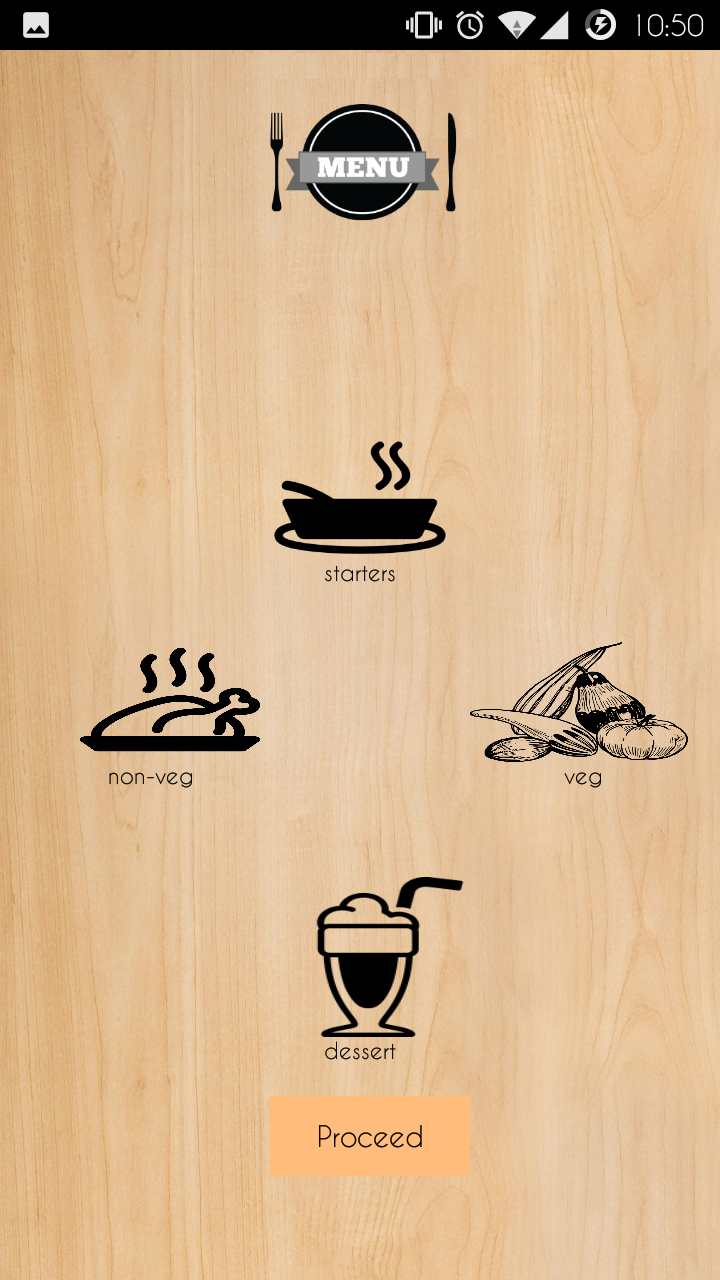 10:50
MENU
starters
non-veg
veg
dessert
Proceed